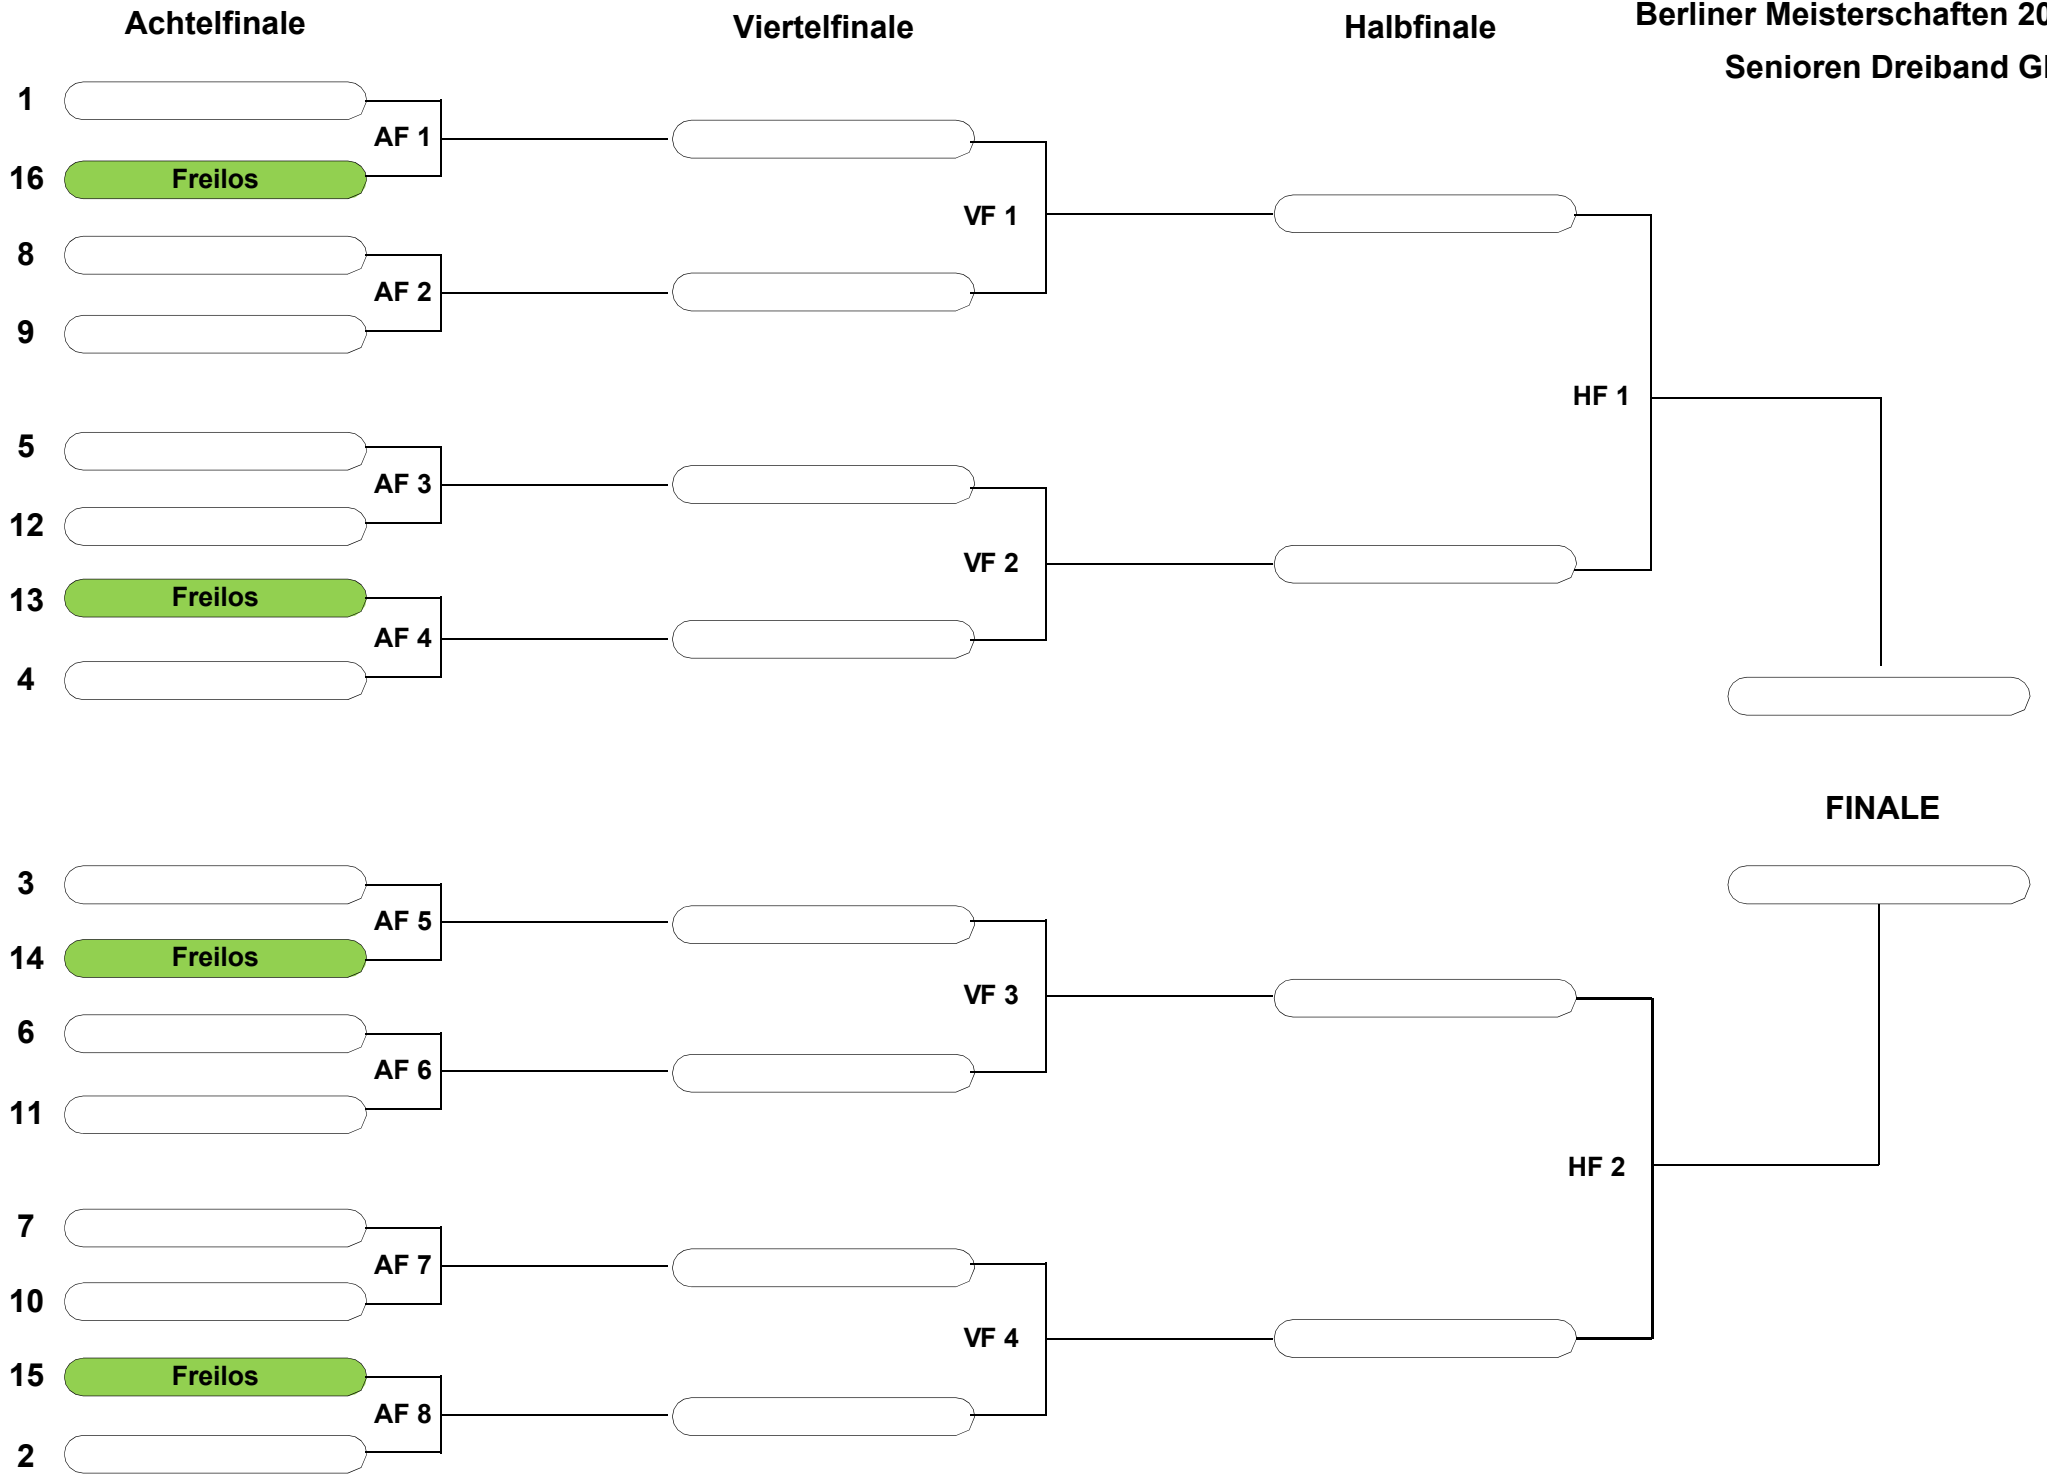 Achtelfinale
Viertelfinale
Halbfinale
Berliner Meisterschaften
Senioren Dreiband
1
AF 1
16 Freilos
VF 1
8
AF 2
9
HF 1
5
AF 3
12
VF 2
13 Freilos
AF 4
4
FINALE
3
AF 5
14 Freilos
VF 3
6
AF 6
11
HF 2
7
AF 7
10
VF 4
15 Freilos
AF 8
2